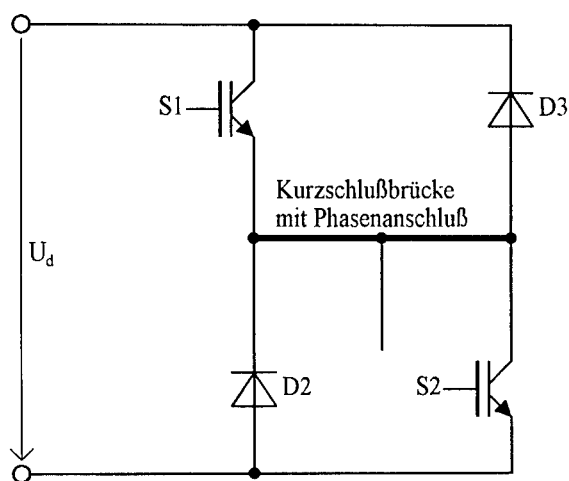 S1
D3
Kurzschlußbrücke
mit Phasenanschluß
U_d
D2
S2